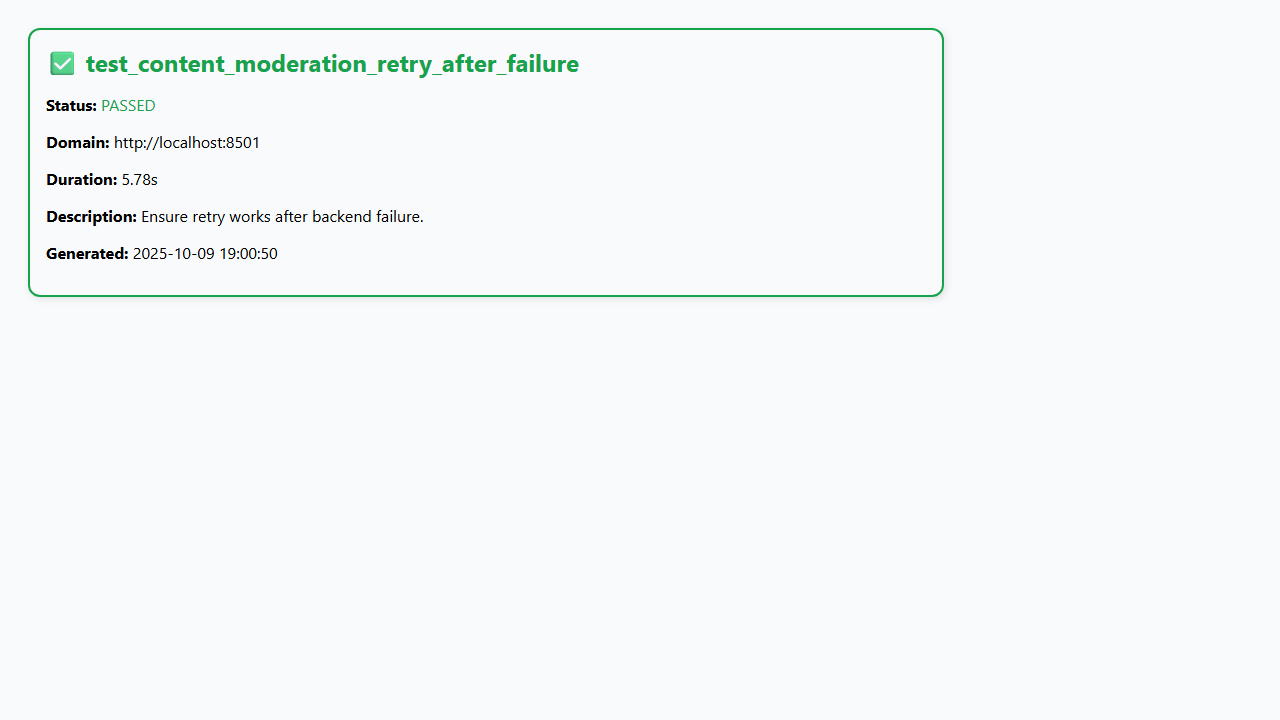 ✅ test_content_moderation_retry_after_failure
Status: PASSED
Domain: http://localhost:8501
Duration: 5.78s
Description: Ensure retry works after backend failure.
Generated: 2025-10-09 19:00:50